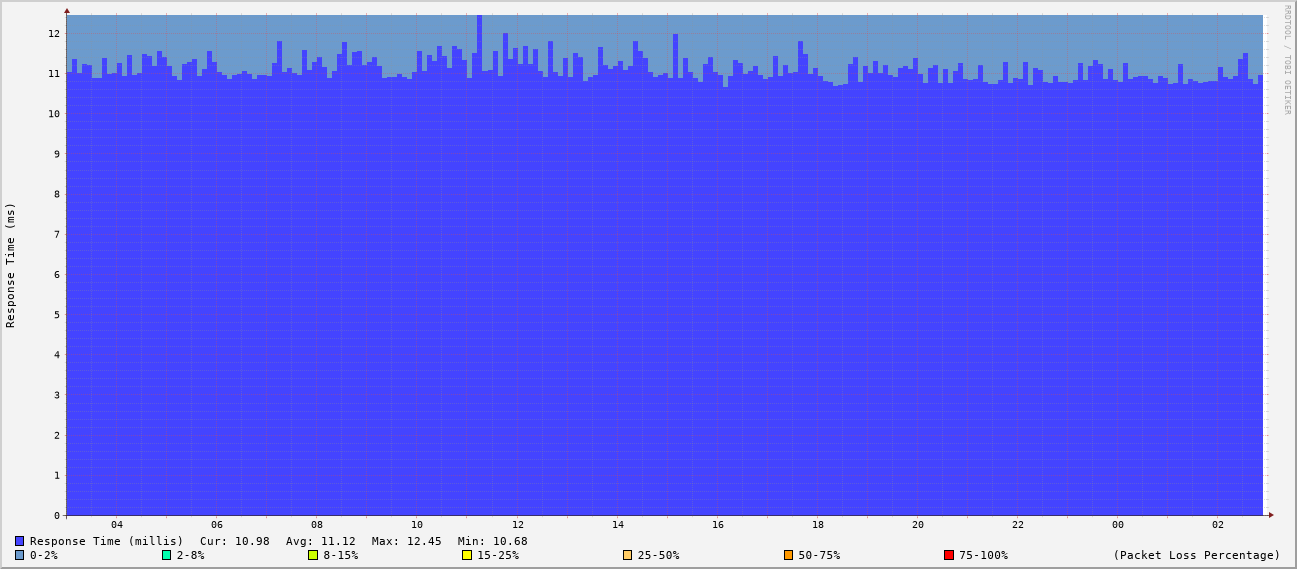 RRDTOOL / TOBI OETIKER
Response Time (ms)
12
11
10
9
8
7
6
5
4
3
2
1
0
04 06 08 10 12 14 16 18 20 22 00 02
Response Time (millis) Cur: 10.98 Avg: 11.12 Max: 12.45 Min: 10.68
0-2% 2-8% 8-15% 15-25% 25-50% 50-75% 75-100% (Packet Loss Percentage)